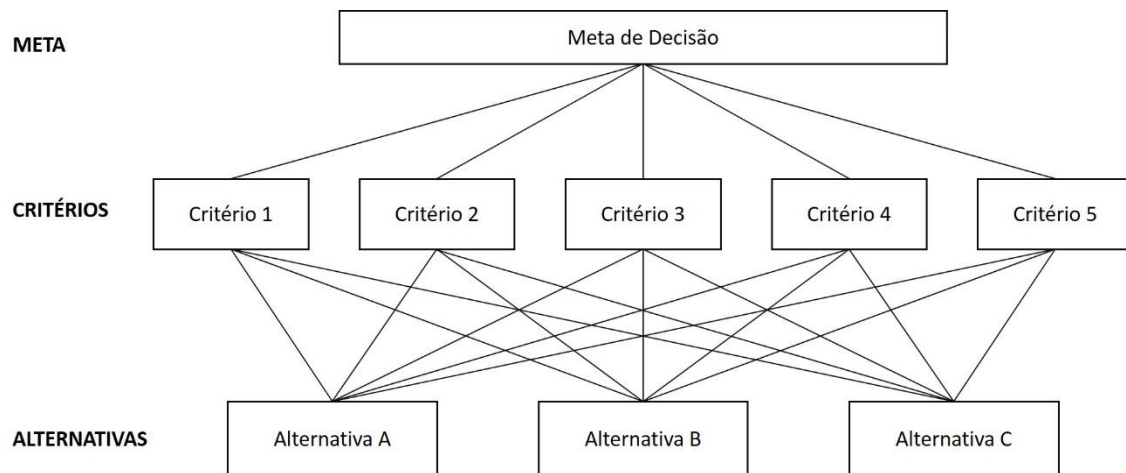 META
Meta de Decisão
CRITÉRIOS
Critério 1
Critério 2
Critério 3
Critério 4
Critério 5
ALTERNATIVAS
Alternativa A
Alternativa B
Alternativa C